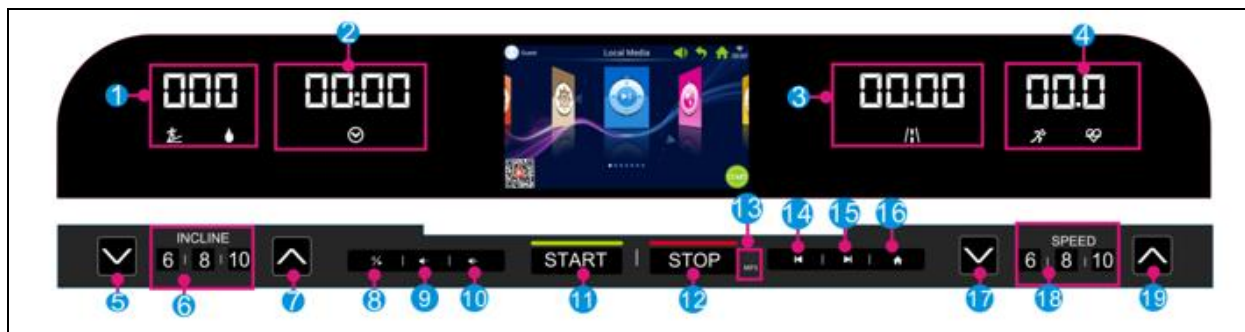 2
4
1
000
00:00
Guest
Local Media
3
00.00
00.0
START
13
14
15
16
INCLINE
6 8 10
START
STOP
MP3
SPEED
6 8 10
5
6
7
8
9
10
11
12
17
18
19